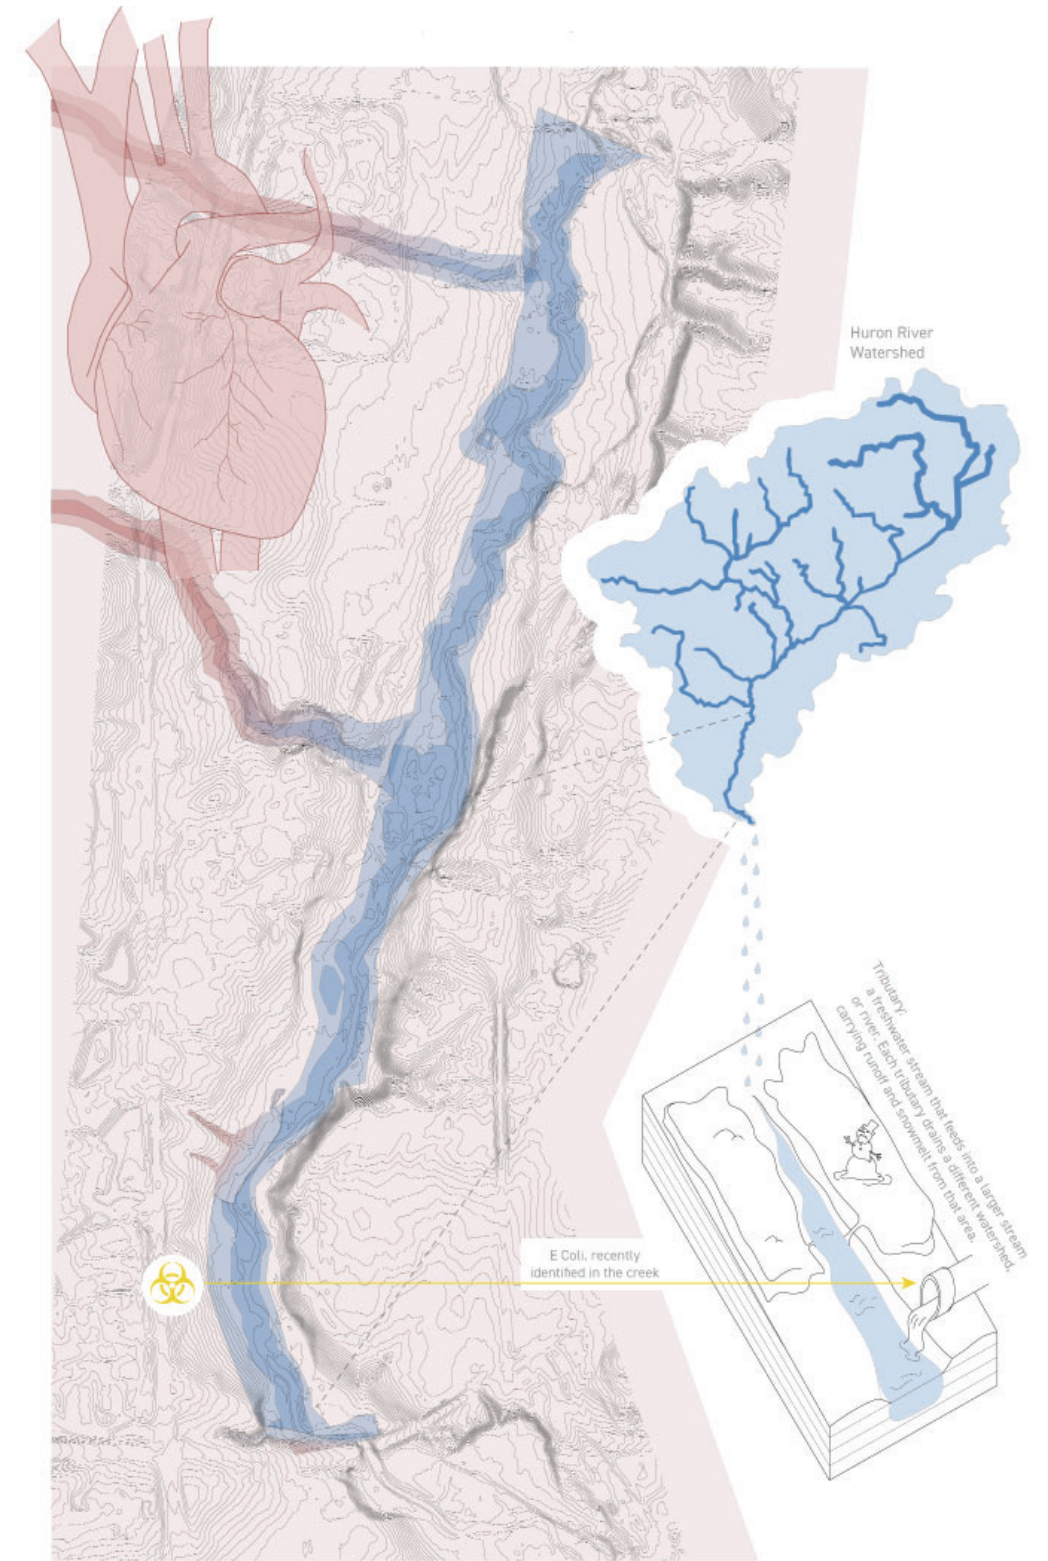 Huron River
Watershed
Tributary:
a freshwater stream that feeds into a larger stream
or river. Each tributary drains a different watershed,
carrying runoff and snowmelt from that area.
E Coli, recently
identified in the creek